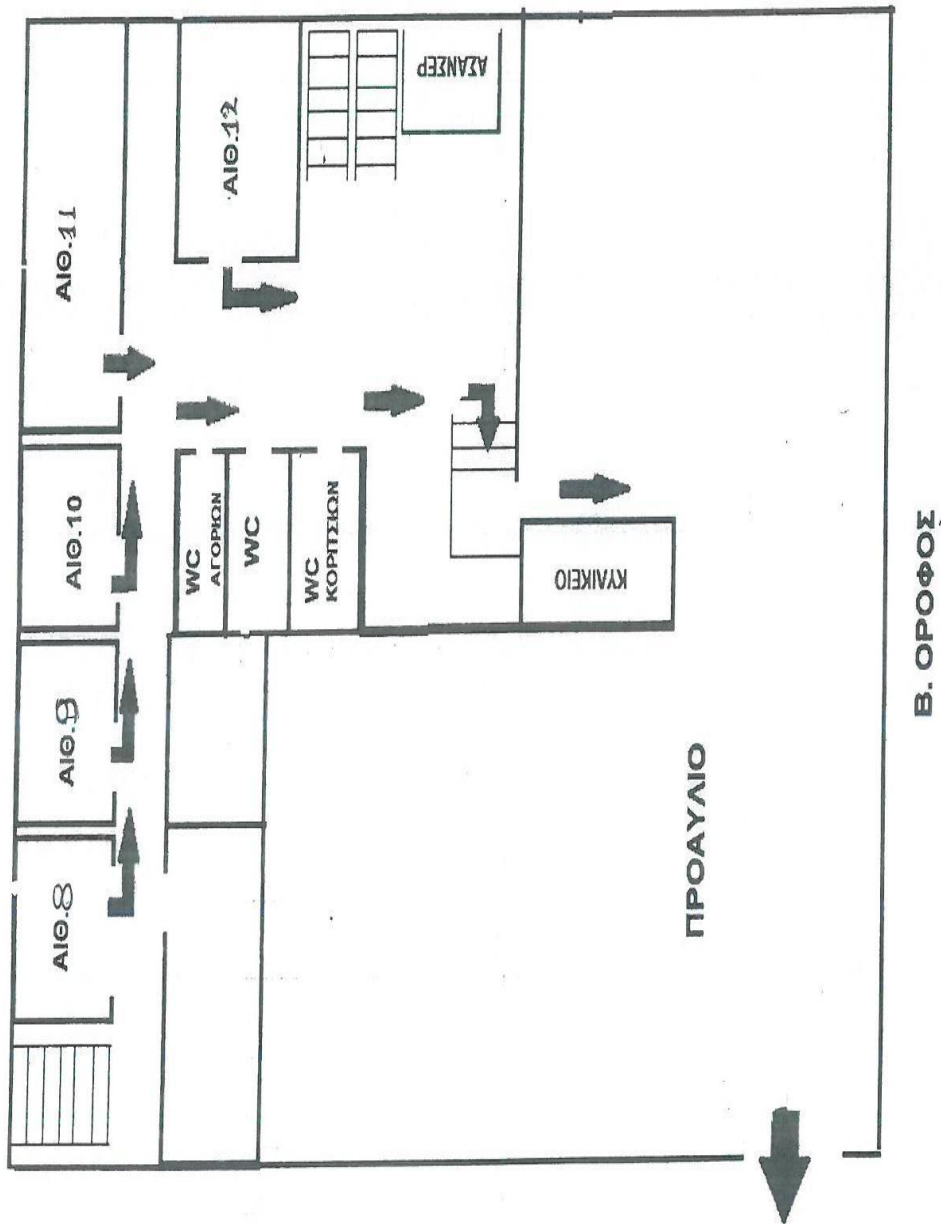 ΑΙΘ.8
ΑΙΘ.9
ΑΙΘ.10
ΑΙΘ.11
WC
ΑΓΟΡΙΩΝ
WC
WC
ΚΟΡΙΤΣΙΩΝ
ΑΙΘ.12
ΑΣΑΝΣΕΡ
ΚΥΛΙΚΕΙΟ
ΠΡΟΑΥΛΙΟ
Β. ΟΡΟΦΟΣ